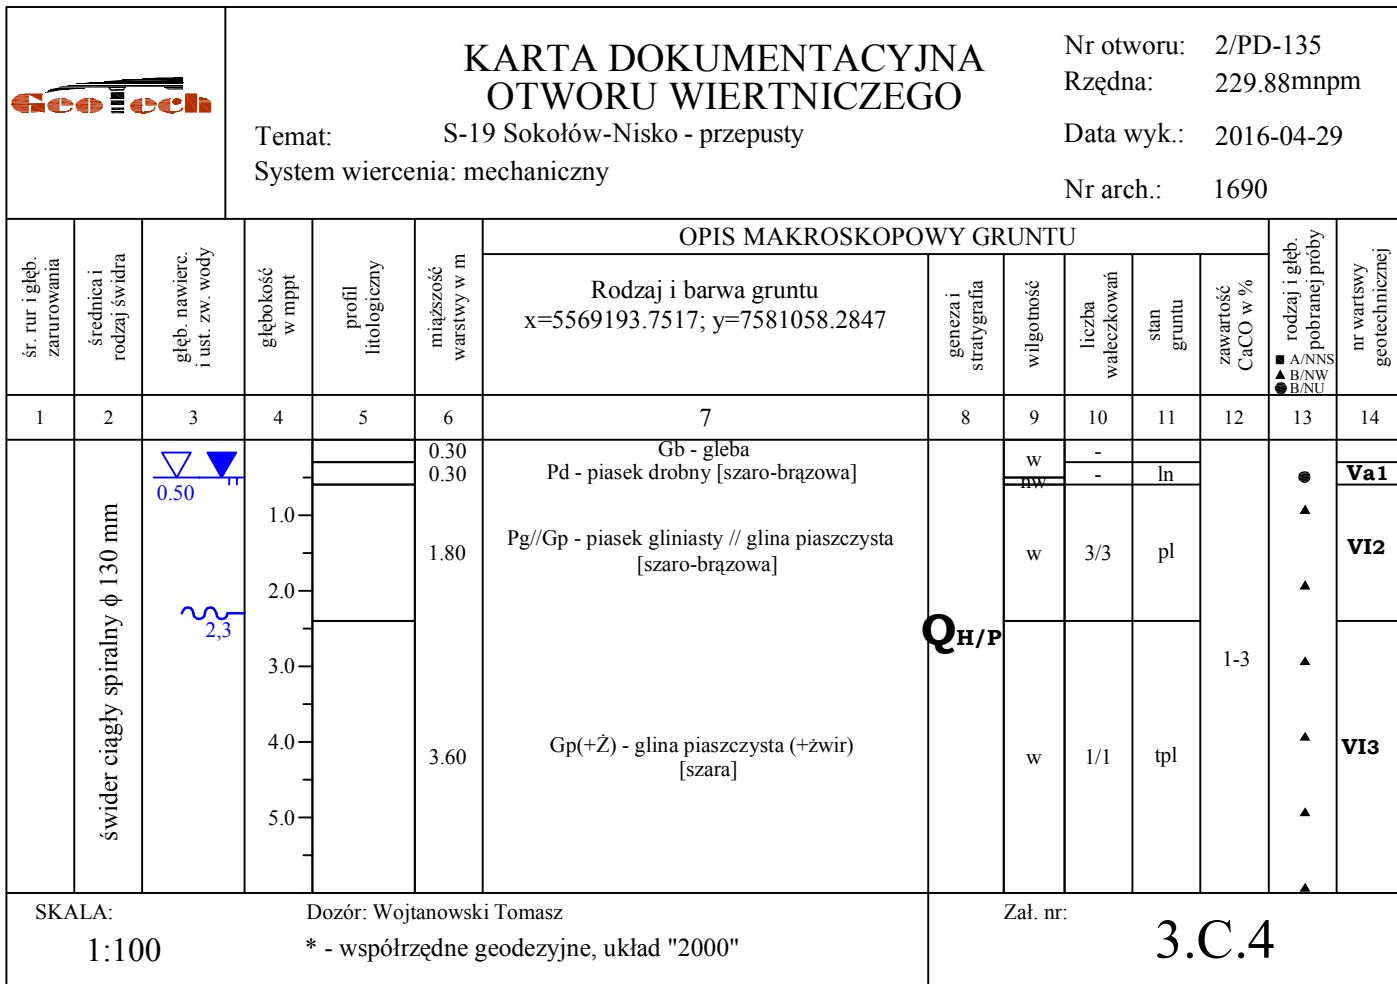 GeoTech
KARTA DOKUMENTACYJNA
OTWORU WIERTNICZEGO
Temat: S-19 Sokołów-Nisko - przepusty
System wiercenia: mechaniczny
Nr otworu: 2/PD-135
Rzędna: 229.88mnpm
Data wyk.: 2016-04-29
Nr arch.: 1690
śr. rur i głęb.
zarurowania
średnica i
rodzaj świdra
głęb. nawierc.
i ust. zw. wody
głębokość
w mppt
profil
litologiczny
miąższość
warstwy w m
OPIS MAKROSKOPOWY GRUNTU
Rodzaj i barwa gruntu
x=5569193.7517; y=7581058.2847
geneza i
stratygrafia
wilgotność
liczba
wałeczkowań
stan
gruntu
zawartość
CaCO w %
rodzaj i głęb.
pobranej próby
■ A/NNS
▲ B/NW
● B/NU
nr wartswy
geotechnicznej
1 2 3 4 5 6 7 8 9 10 11 12 13 14
świder ciągły spiralny ϕ 130 mm
0.50
2,3
1.0
2.0
3.0
4.0
5.0
0.30 Gb - gleba w -
0.30 Pd - piasek drobny [szaro-brązowa] nw - ln Va1
1.80 Pg//Gp - piasek gliniasty // glina piaszczysta
[szaro-brązowa] w 3/3 pl VI2
QH/P
1-3
3.60 Gp(+Ż) - glina piaszczysta (+żwir)
[szara] w 1/1 tpl VI3
SKALA:
1:100
Dozór: Wojtanowski Tomasz
* - współrzędne geodezyjne, układ "2000"
Zał. nr:
3.C.4